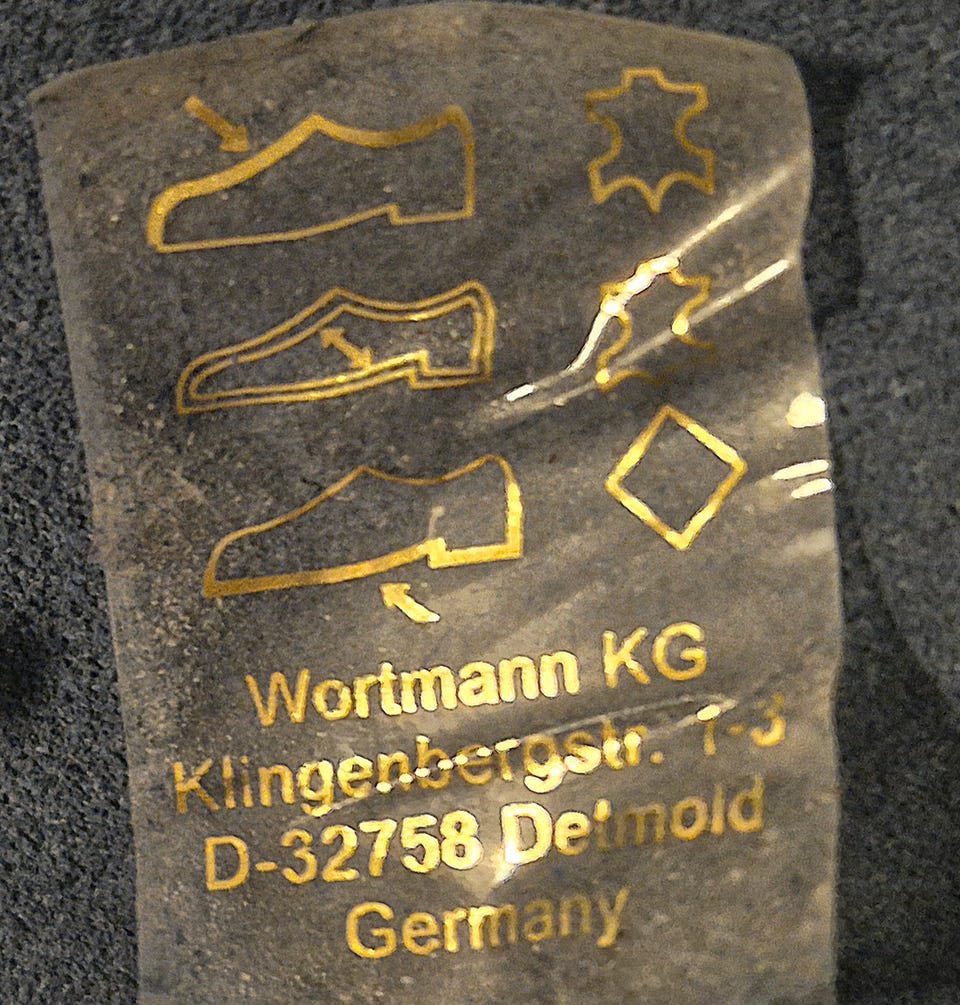 Wortmann KG
Klingenbergstr. 1-3
D-32758 Detmold
Germany